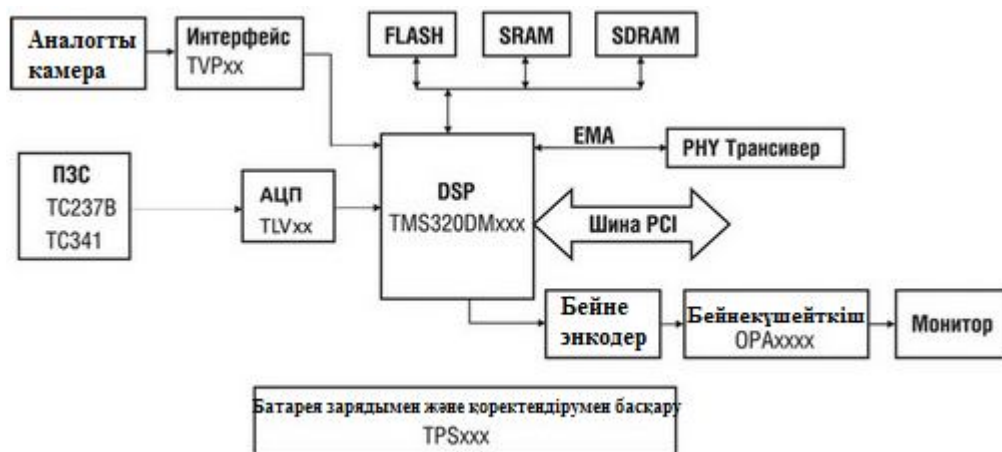 Аналогты
камера
Интерфейс
TVPxx
FLASH
SRAM
SDRAM
ПЗС
TC237B
TC341
АЦП
TLVxx
DSP
TMS320DMxxx
EMA
PHY Трансивер
Шина PCI
Бейне
энкодер
Бейнекүшейткіш
OPAxxxx
Монитор
Батарея зарядымен және қоректендірумен басқару
TPSxxx